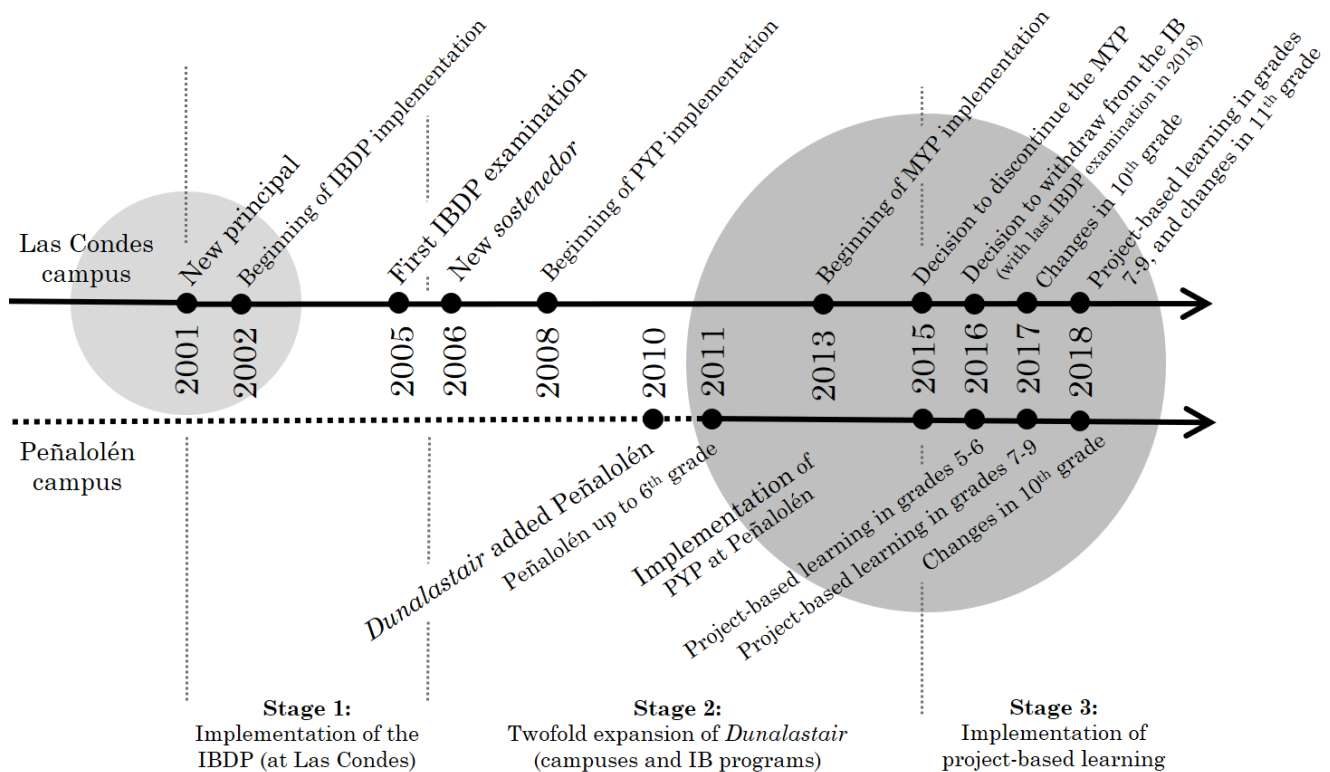 Las Condes
campus
New principal
Beginning of IBDP implementation
First IBDP examination
New sostenedor
Beginning of PYP implementation
Beginning of MYP implementation
Decision to discontinue the MYP
Decision to withdraw from the IB
(with last IBDP examination in 2018)
Changes in 10th grade
Project-based learning in grades
7-9, and changes in 11th grade
2001
2002
2005
2006
2008
2010
2011
2013
2015
2016
2017
2018
Peñalolén
campus
Dunalastair added Peñalolén
Peñalolén up to 6th grade
Implementation of
PYP at Peñalolén
Project-based learning in grades 5-6
Project-based learning in grades 7-9
Changes in 10th grade
Stage 1:
Implementation of the
IBDP (at Las Condes)
Stage 2:
Twofold expansion of Dunalastair
(campuses and IB programs)
Stage 3:
Implementation of
project-based learning